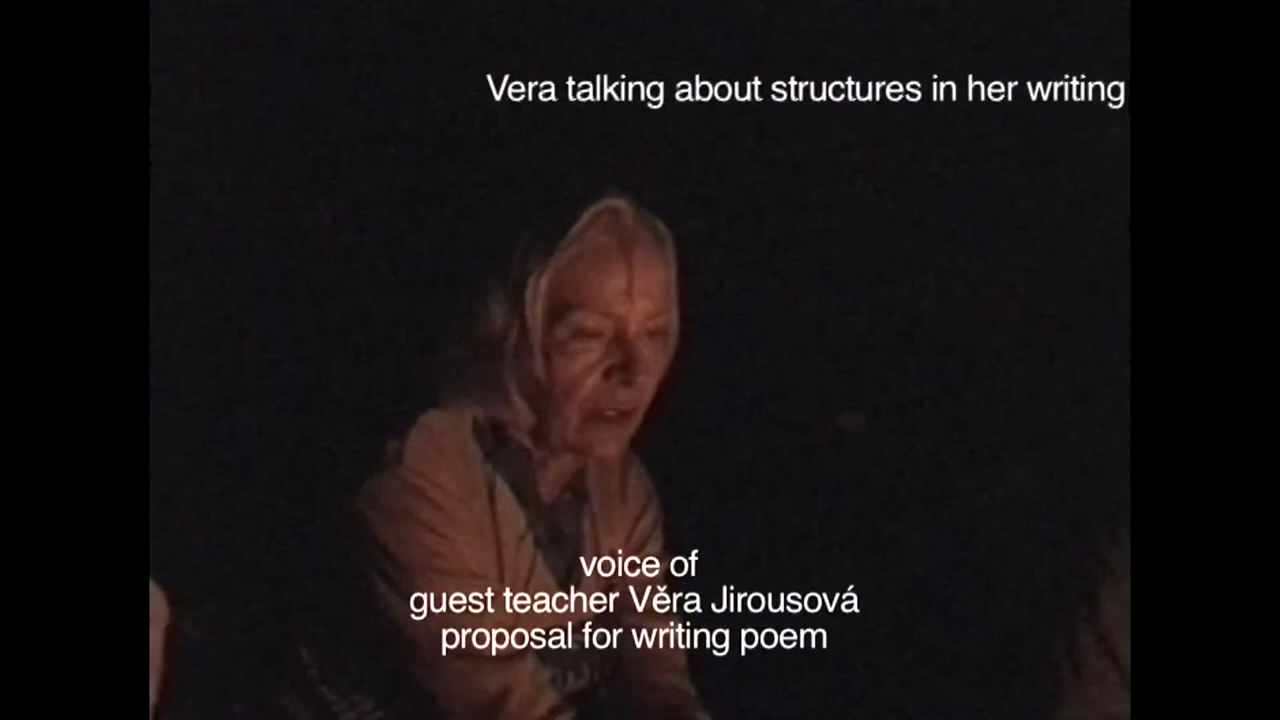 Vera talking about structures in her writing
voice of
guest teacher Věra Jirousová
proposal for writing poem